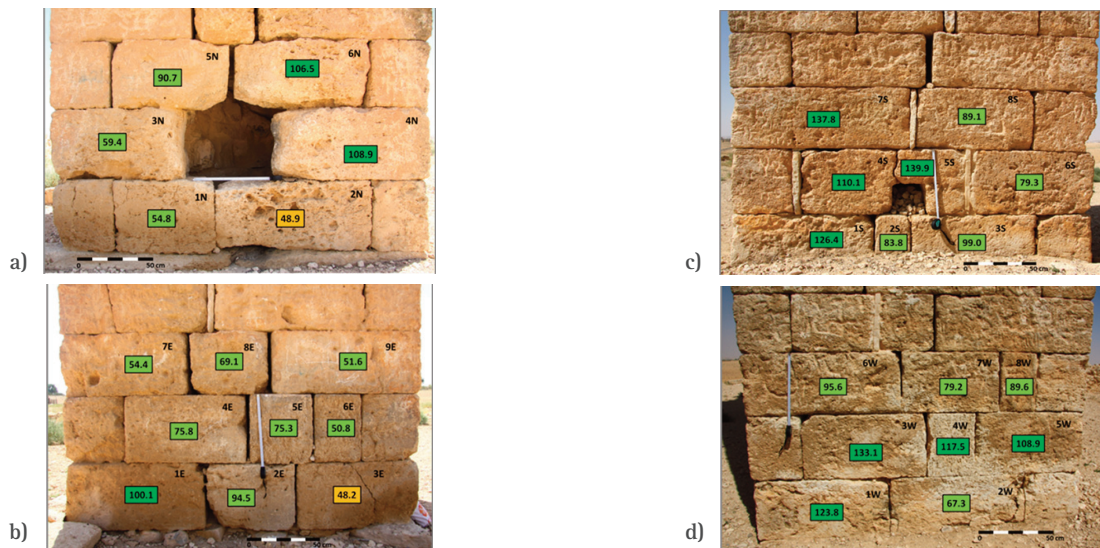 5N
6N
90.7
106.5
3N
4N
59.4
108.9
1N
2N
54.8
48.9
50 cm
a)
7E
8E
9E
54.4
69.1
51.6
4E
5E
6E
75.8
75.3
50.8
1E
2E
3E
100.1
94.5
48.2
50 cm
b)
7S
8S
137.8
89.1
4S
5S
6S
139.9
110.1
79.3
1S
2S
3S
126.4
83.8
99.0
50 cm
c)
6W
7W
8W
95.6
79.2
89.6
3W
4W
5W
133.1
117.5
108.9
1W
2W
123.8
67.3
50 cm
d)